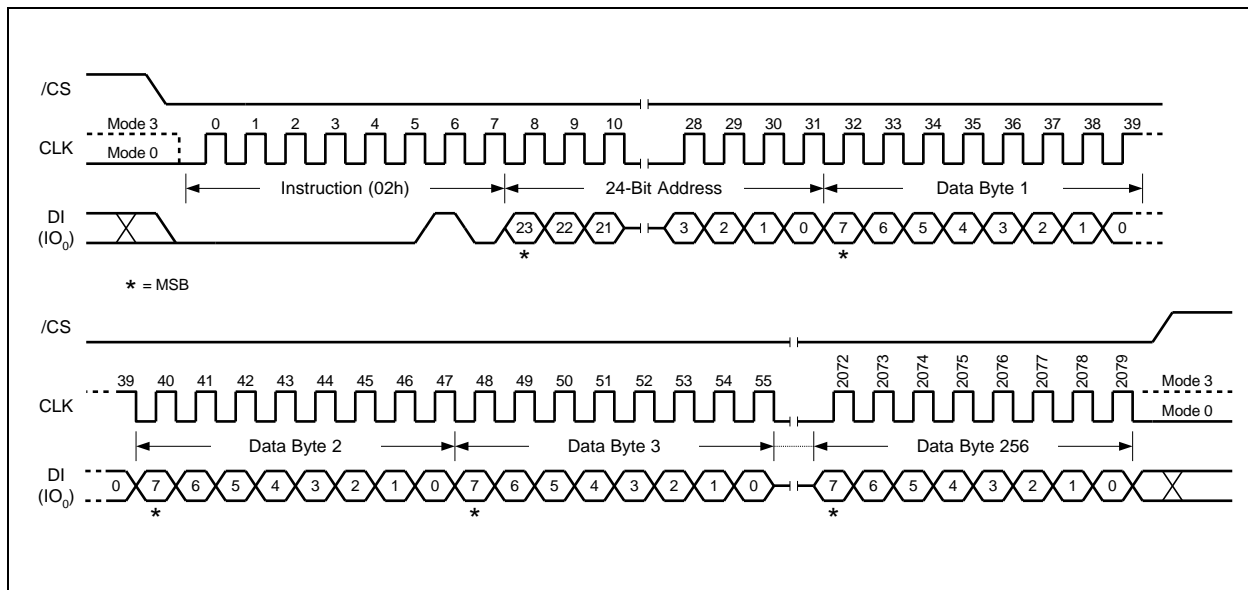 /CS
Mode 3 0 1 2 3 4 5 6 7 8 9 10 28 29 30 31 32 33 34 35 36 37 38 39
CLK Mode 0
Instruction (02h) 24-Bit Address Data Byte 1
DI
(IO0) 23 22 21 3 2 1 0 7 6 5 4 3 2 1 0
* *
* = MSB
/CS
39 40 41 42 43 44 45 46 47 48 49 50 51 52 53 54 55 2072 2073 2074 2075 2076 2077 2078 2079 Mode 3
CLK Mode 0
Data Byte 2 Data Byte 3 Data Byte 256
DI
(IO0) 0 7 6 5 4 3 2 1 0 7 6 5 4 3 2 1 0 7 6 5 4 3 2 1 0
* * *